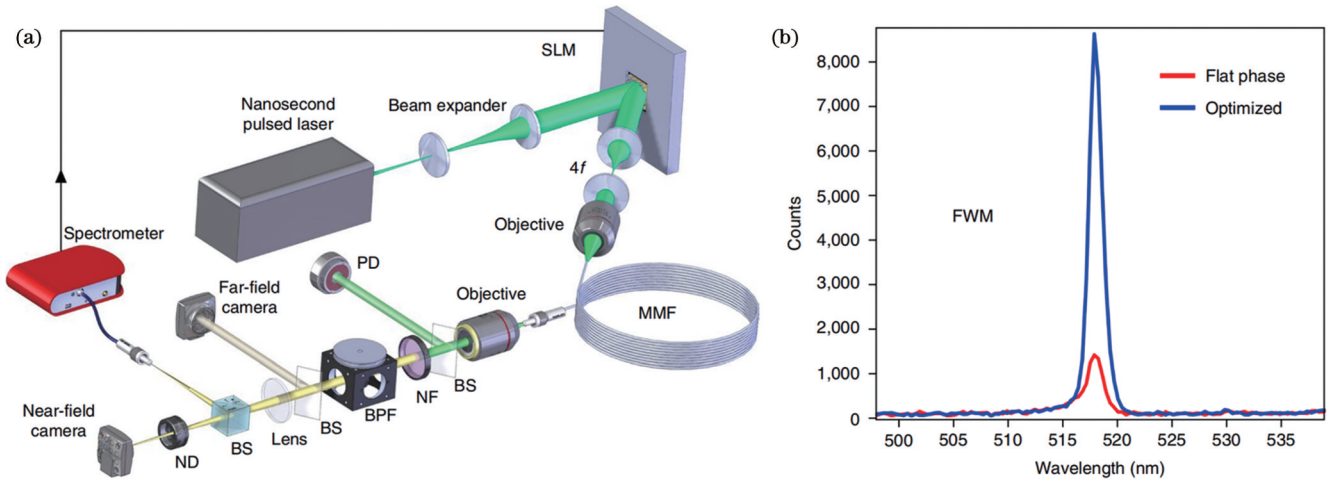 (a)
SLM
Beam expander
Nanosecond
pulsed laser
4f
Objective
Spectrometer
PD
Far-field
camera
Objective
MMF
NF
BS
BPF
BS
Lens
Near-field
camera
BS
ND
(b)
8,000
7,000
6,000
5,000
4,000
3,000
2,000
1,000
0
Counts
Flat phase
Optimized
FWM
500
505
510
515
520
525
530
535
Wavelength (nm)